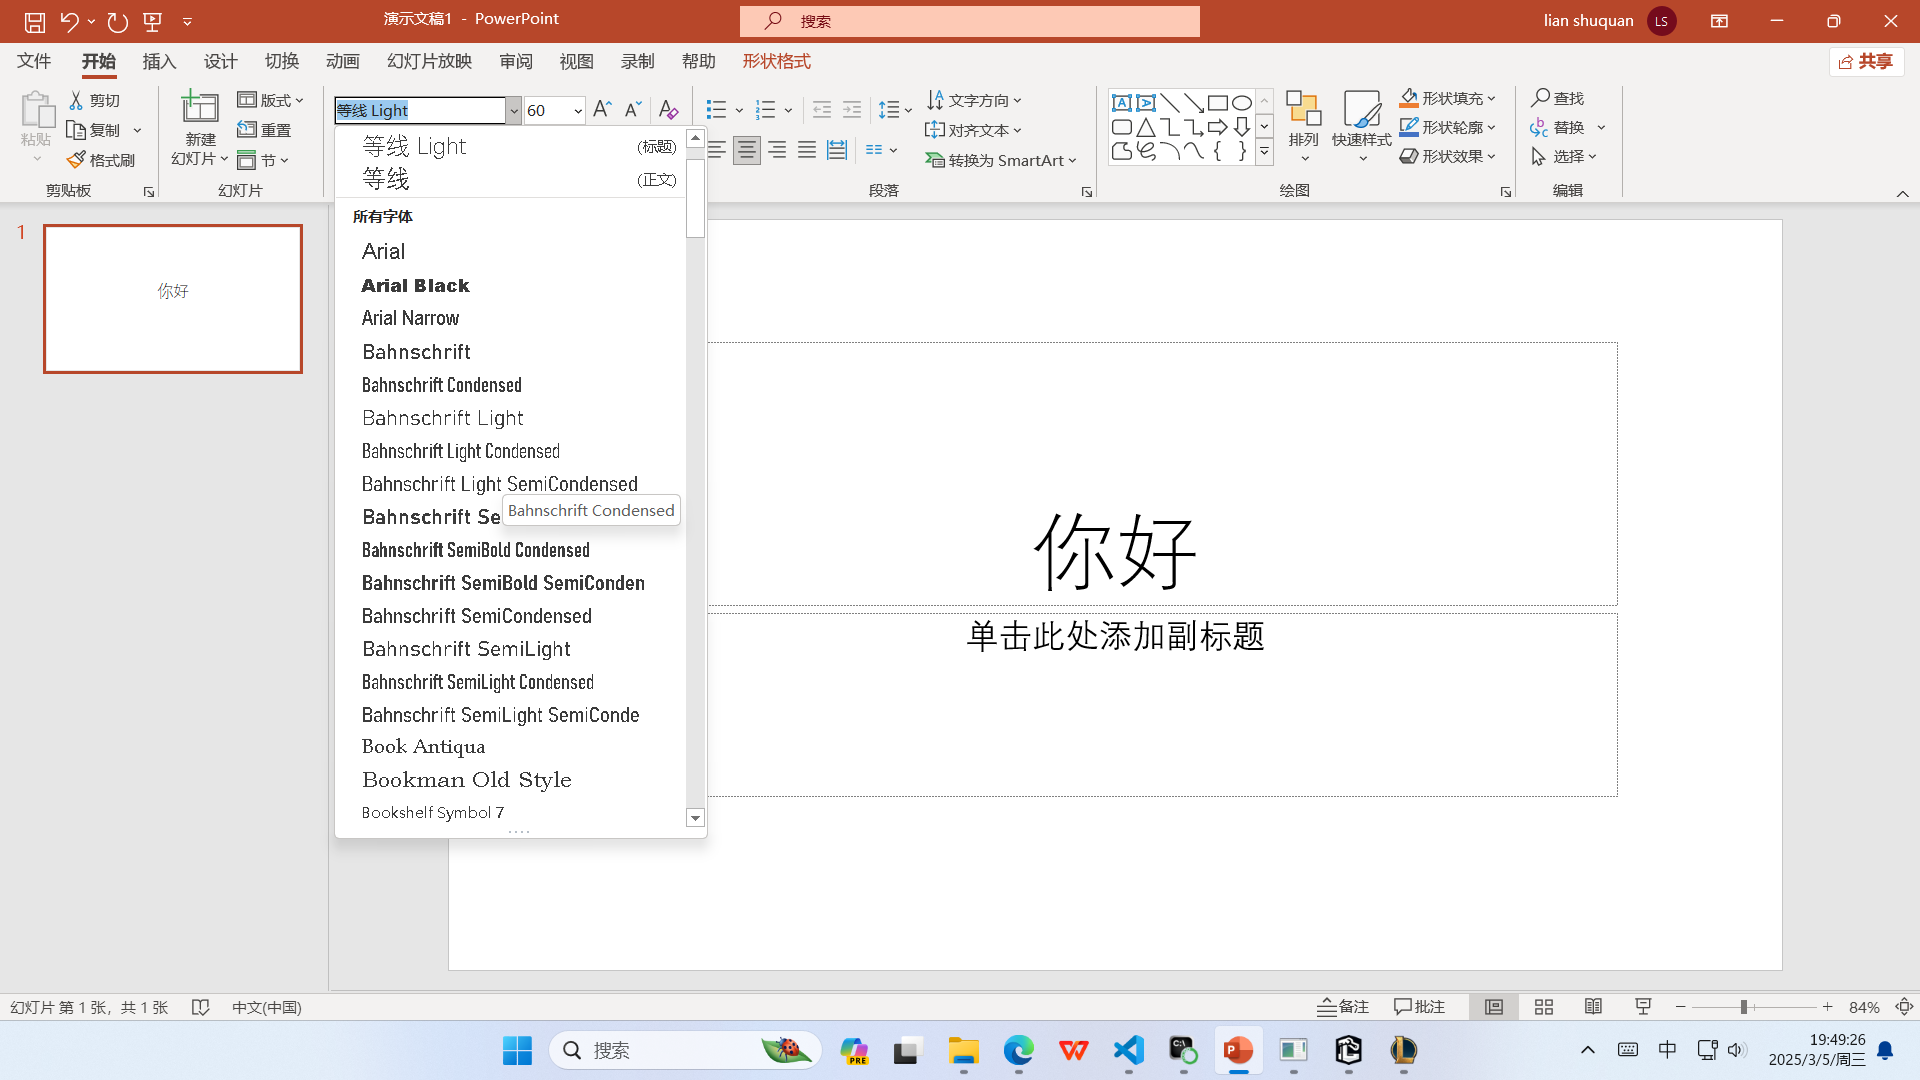 演示文稿1 - PowerPoint
搜索
lian shuquan
LS
文件
开始
插入
设计
切换
动画
幻灯片放映
审阅
视图
录制
帮助
形状格式
共享
粘贴
剪切
复制
格式刷
剪贴板
新建
幻灯片
版式
重置
节
幻灯片
等线 Light
60
文字方向
对齐文本
转换为 SmartArt
段落
排列
快速样式
形状填充
形状轮廓
形状效果
绘图
查找
替换
选择
编辑
等线 Light (标题)
等线 (正文)
所有字体
Arial
Arial Black
Arial Narrow
Bahnschrift
Bahnschrift Condensed
Bahnschrift Light
Bahnschrift Light Condensed
Bahnschrift Light SemiCondensed
Bahnschrift Se
Bahnschrift Condensed
Bahnschrift SemiBold Condensed
Bahnschrift SemiBold SemiConden
Bahnschrift SemiCondensed
Bahnschrift SemiLight
Bahnschrift SemiLight Condensed
Bahnschrift SemiLight SemiConde
Book Antiqua
Bookman Old Style
Bookshelf Symbol 7
1
你好
你好
单击此处添加副标题
幻灯片 第 1 张，共 1 张
中文(中国)
备注
批注
84%
搜索
PRE
中
19:49:26
2025/3/5/周三